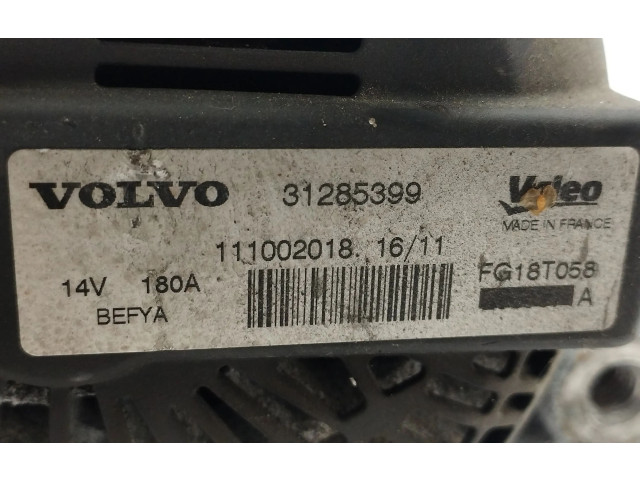 VOLVO 31285399 Valeo
MADE IN FRANCE
111002018. 16/11
14V 180A FG18T058
BEFYA A